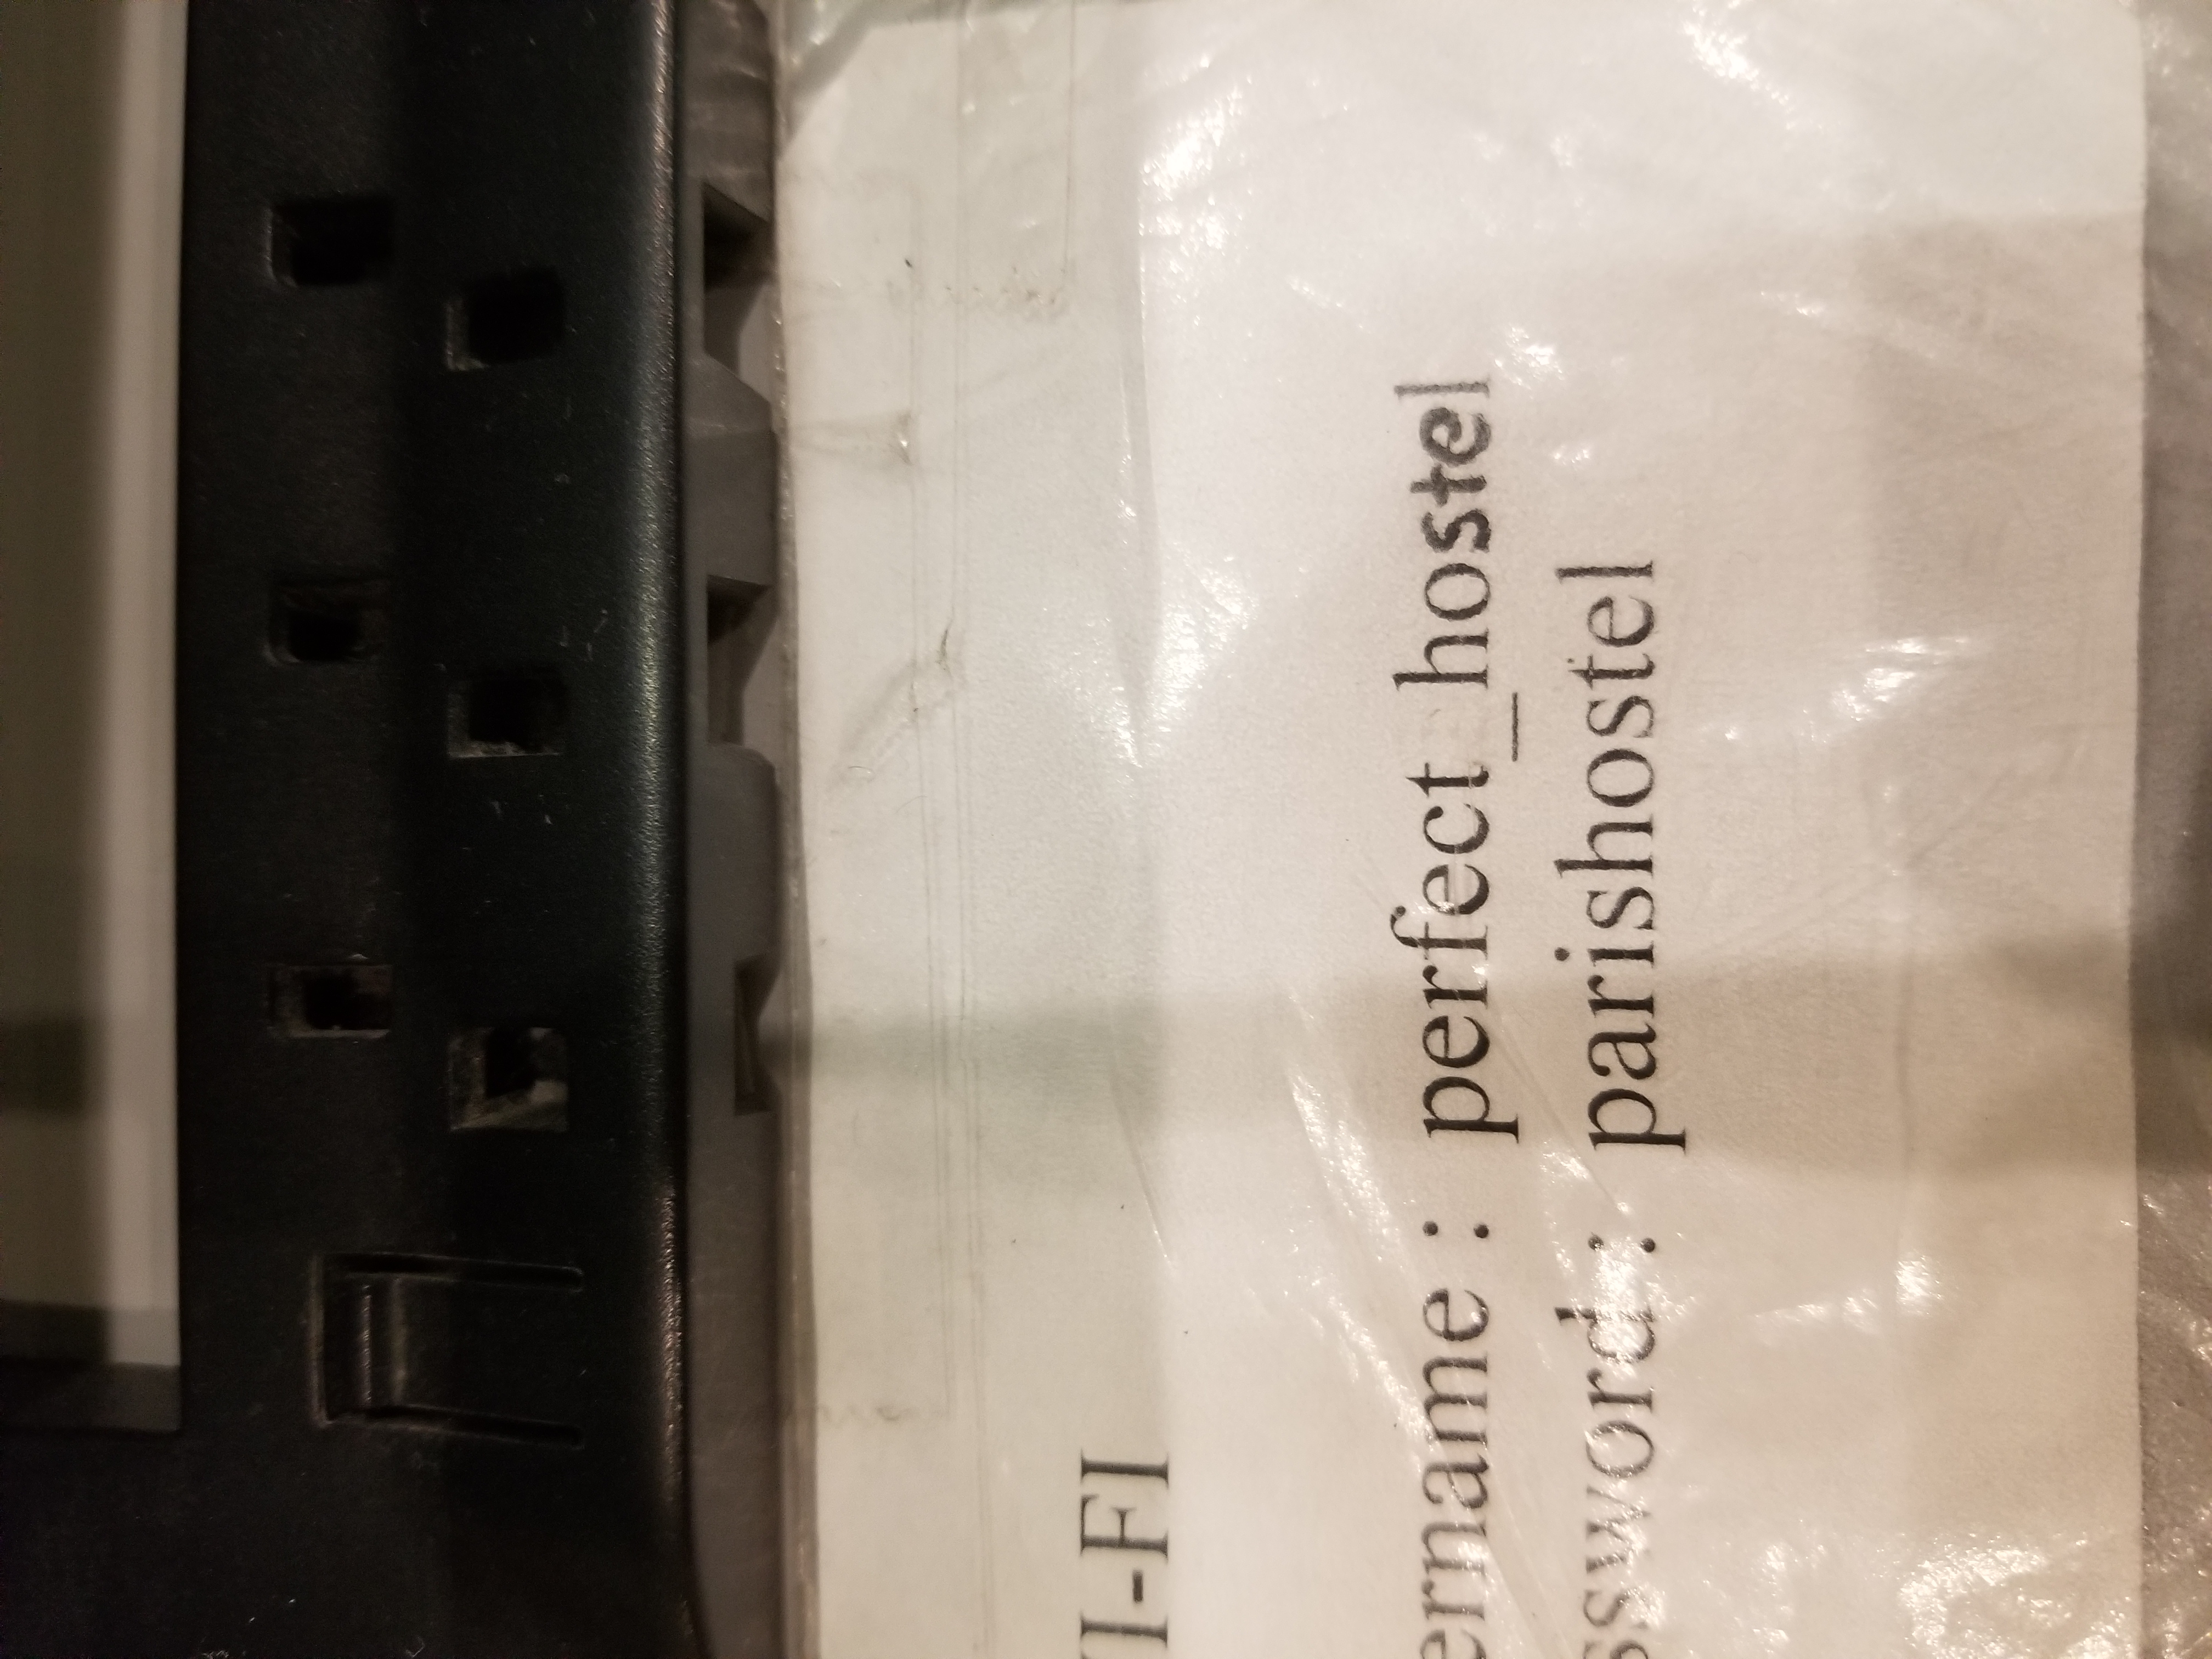 I-FI
ername : perfect_hostel
ssword : parishostel